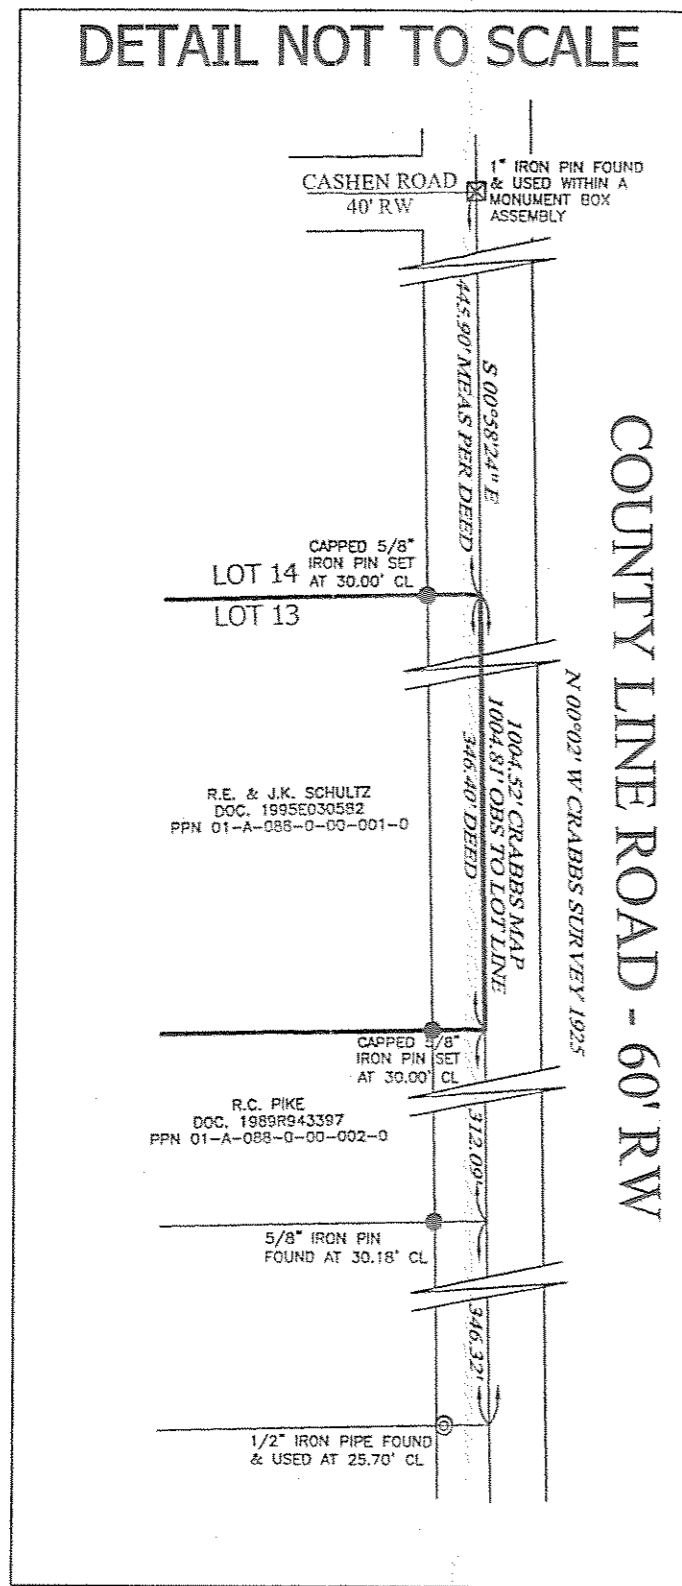 DETAIL NOT TO SCALE
CASHEN ROAD
40' RW
1" IRON PIN FOUND
& USED WITHIN A
MONUMENT BOX
ASSEMBLY
445.90' MEAS PER DEED
S 00°58'24" E
CAPPED 5/8"
IRON PIN SET
AT 30.00' CL
LOT 14
LOT 13
COUNTY LINE ROAD - 60' RW
N 00°02' W CRABBS SURVEY 1925
1004.52' CRABBS MAP
1004.81' OBS TO LOT LINE
346.40' DEED
R.E. & J.K. SCHULTZ
DOC. 1995E030582
PPN 01-A-088-0-00-001-0
CAPPED 5/8"
IRON PIN SET
AT 30.00' CL
R.C. PIKE
DOC. 1989R943397
PPN 01-A-088-0-00-002-0
312.09'
5/8" IRON PIN
FOUND AT 30.18' CL
346.32'
1/2" IRON PIPE FOUND
& USED AT 25.70' CL